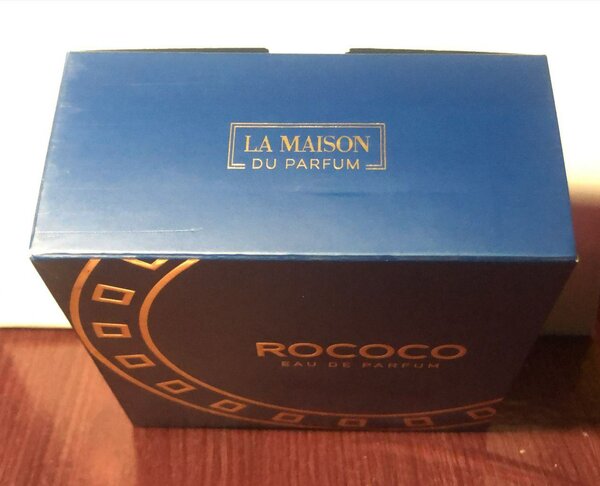 LA MAISON
DU PARFUM
ROCOCO
EAU DE PARFUM